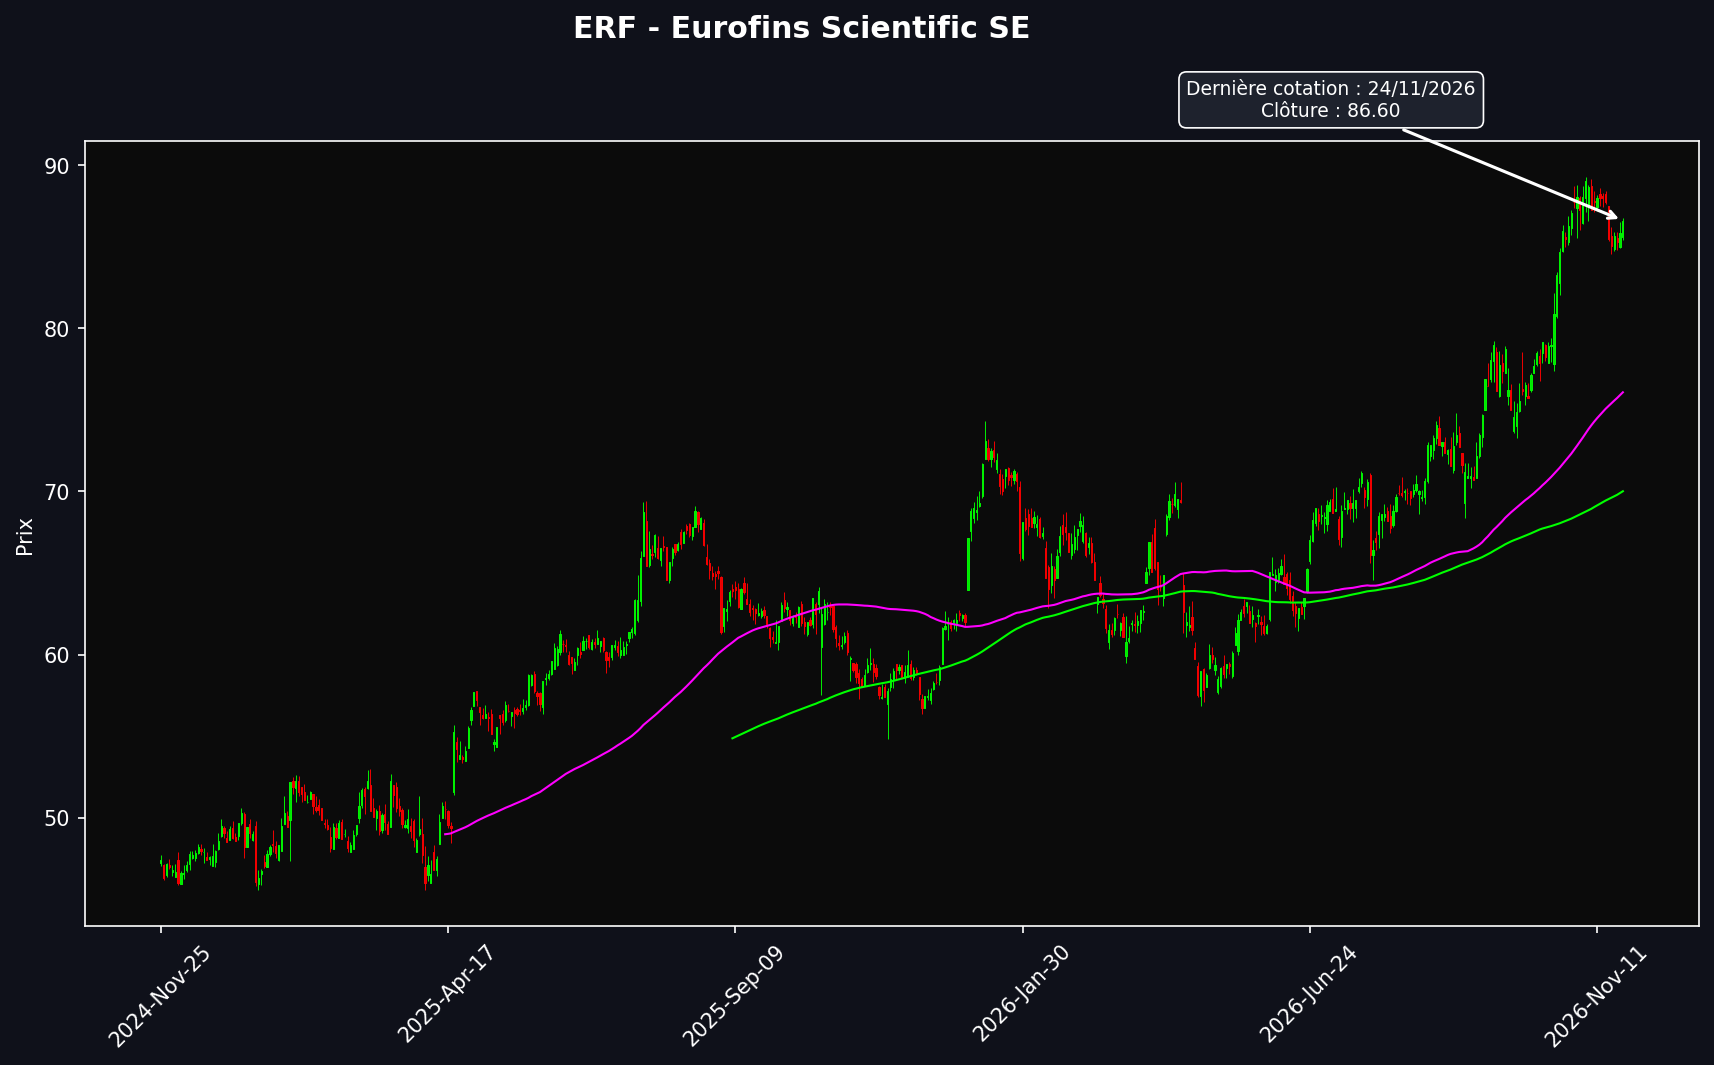 ERF - Eurofins Scientific SE
Dernière cotation : 24/11/2026
Clôture : 86.60
Prix
90
80
70
60
50
2024-Nov-25
2025-Apr-17
2025-Sep-09
2026-Jan-30
2026-Jun-24
2026-Nov-11